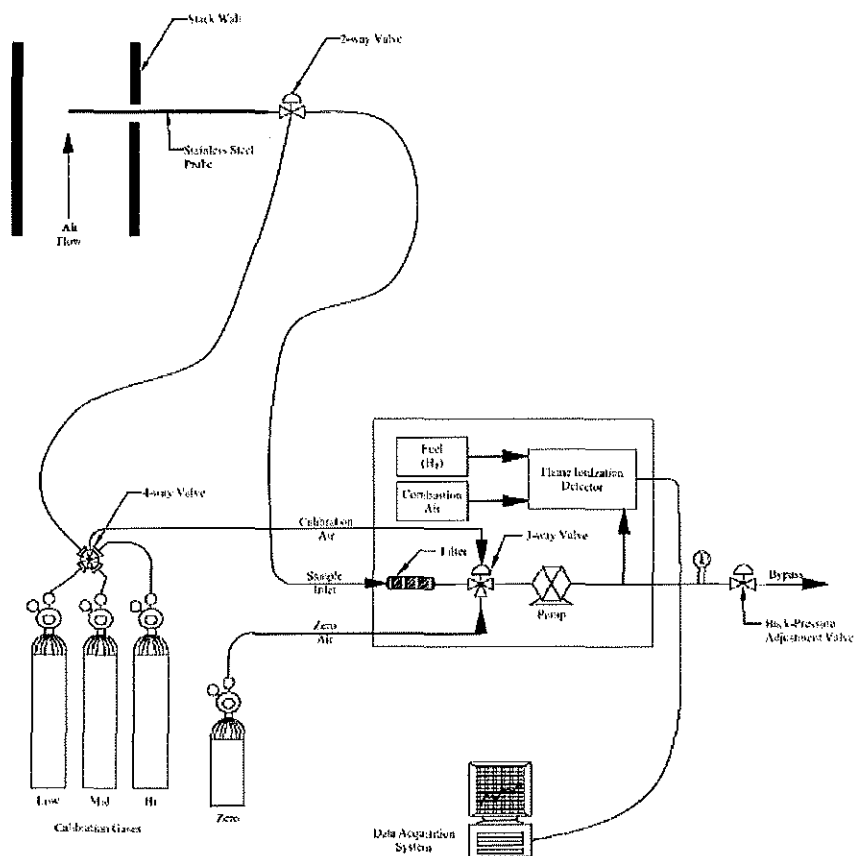 Stack Wall
2-way Valve
Stainless Steel
Probe
Air
Flow
Fuel
(H₂)
Flame Ionization
Detector
Combustion
Air
4-way Valve
Calibration
Air
3-way Valve
Filter
Sample
Inlet
Bypass
Pump
Zero
Air
Back-Pressure
Adjustment Valve
Low
Mid
Hi
Zero
Calibration Gases
Data Acquisition
System